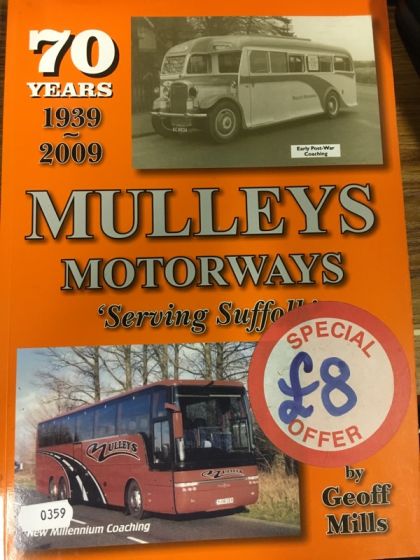 70
YEARS
1939
~
2009
Early Post-War
Coaching
MULLEYS
MOTORWAYS
'Serving Suffolk
SPECIAL
£8
OFFER
MULLEYS
by
Geoff
Mills
0359
New Millennium Coaching